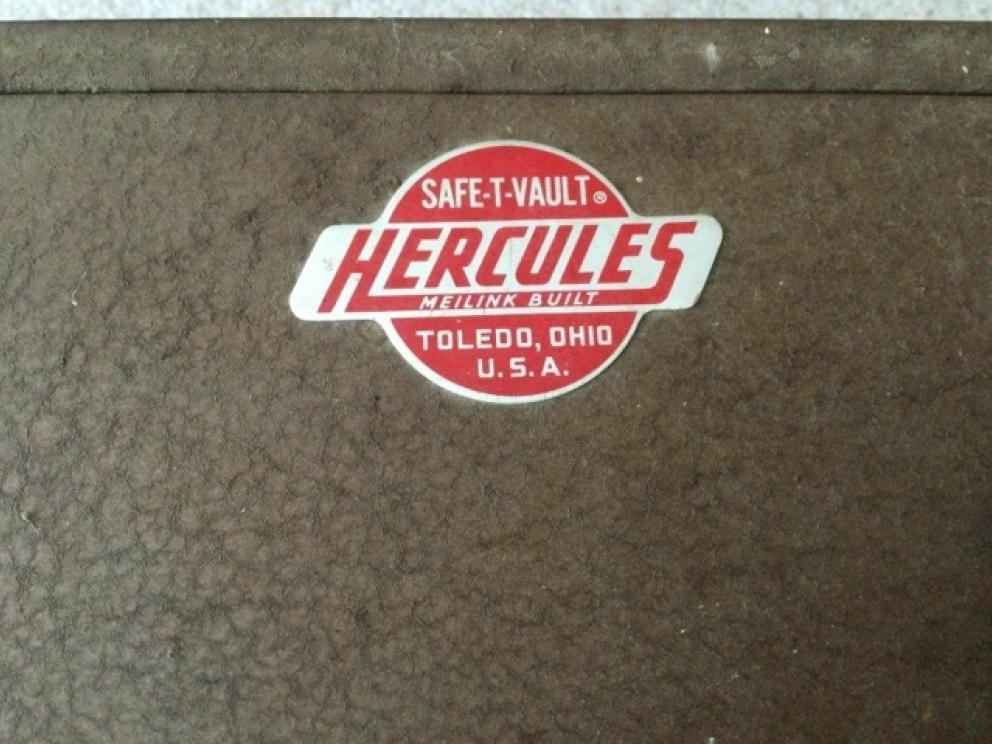 SAFE-T-VAULT®
HERCULES
MEILINK BUILT
TOLEDO, OHIO
U.S.A.